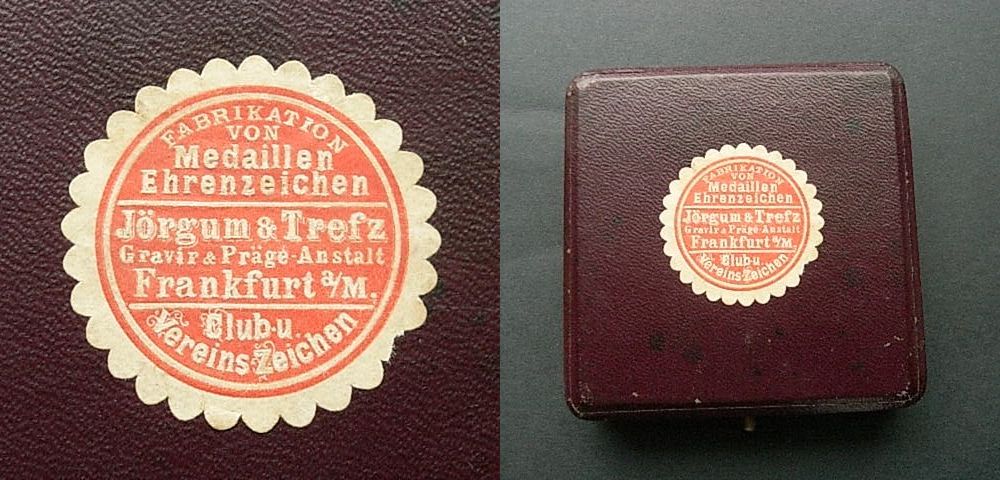 FABRIKATION
VON
Medaillen
Ehrenzeichen
Jörgum & Trefz
Gravir & Präge-Anstalt
Frankfurt a/M.
Club-u.
Vereins-Zeichen
FABRIKATION
VON
Medaillen
Ehrenzeichen
Jörgum & Trefz
Gravir & Präge-Anstalt
Frankfurt a/M.
Club-u.
Vereins-Zeichen